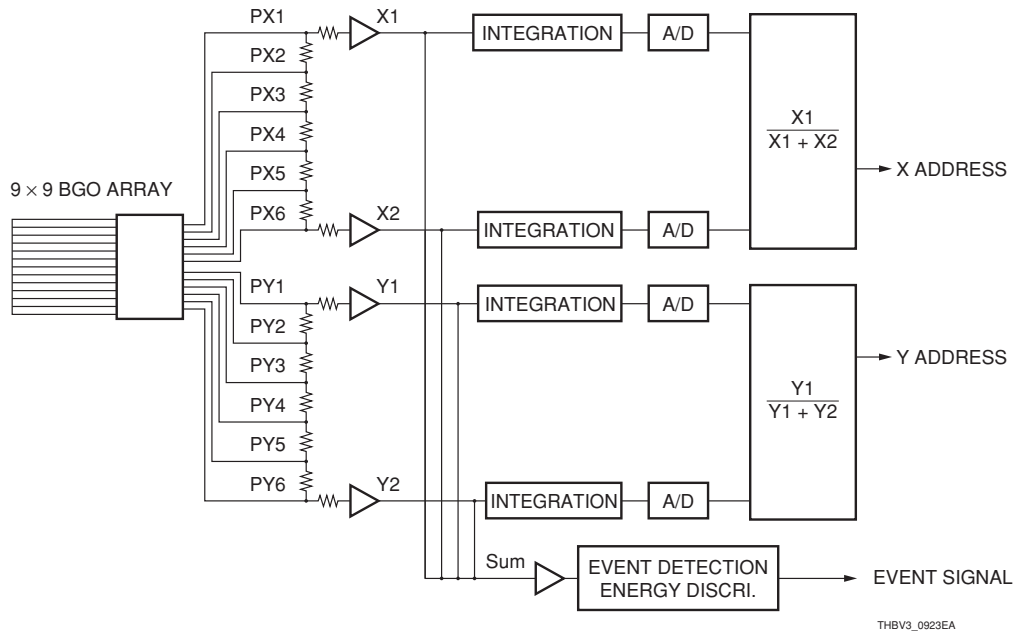 PX1
X1
INTEGRATION
A/D
PX2
PX3
PX4
X1
X1 + X2
X ADDRESS
PX5
9 × 9 BGO ARRAY
PX6
X2
INTEGRATION
A/D
PY1
Y1
INTEGRATION
A/D
PY2
PY3
Y ADDRESS
PY4
Y1
Y1 + Y2
PY5
PY6
Y2
INTEGRATION
A/D
Sum
EVENT DETECTION
ENERGY DISCRI.
EVENT SIGNAL
THBV3_0923EA